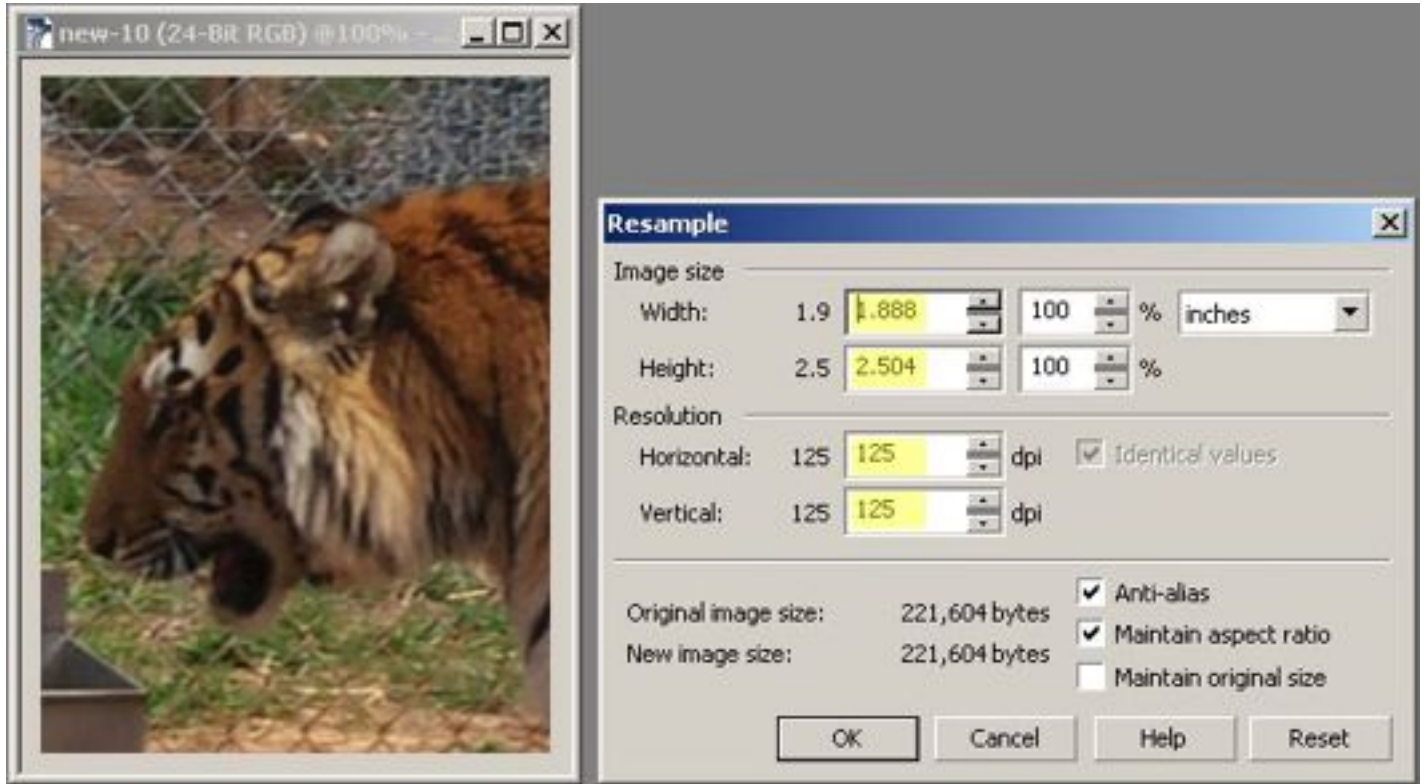 new-10 (24-Bit RGB) @100% - ...
Resample
Image size
Width: 1.9 1.888 100 % inches
Height: 2.5 2.504 100 %
Resolution
Horizontal: 125 125 dpi Identical values
Vertical: 125 125 dpi
Original image size: 221,604 bytes Anti-alias
New image size: 221,604 bytes Maintain aspect ratio
Maintain original size
OK Cancel Help Reset